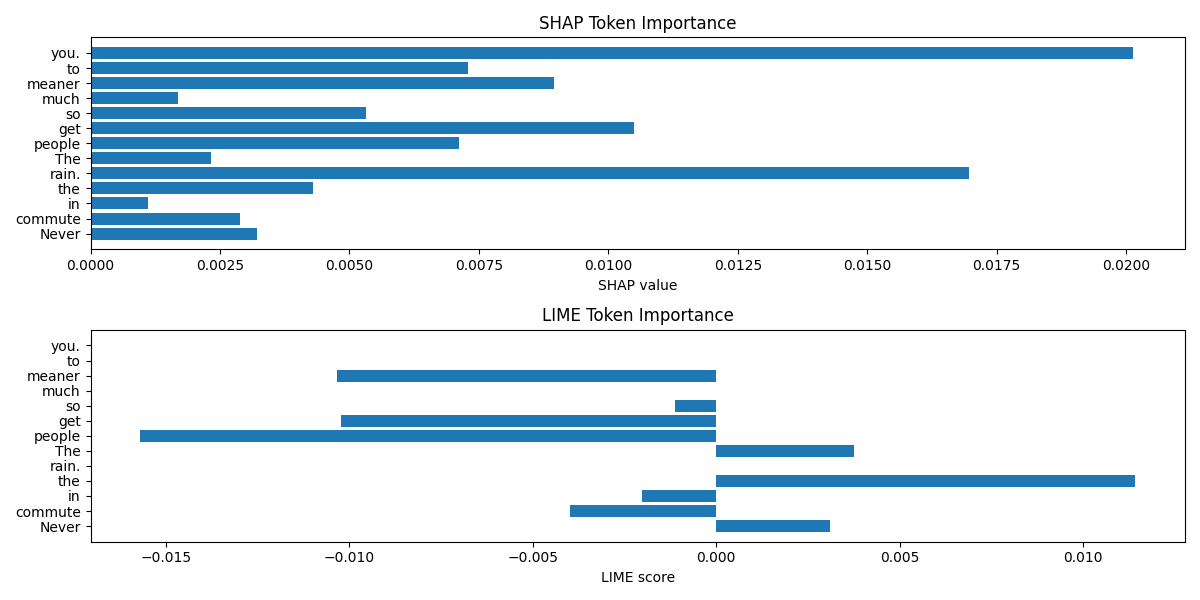 SHAP Token Importance
you.
to
meaner
much
so
get
people
The
rain.
the
in
commute
Never
0.0000 0.0025 0.0050 0.0075 0.0100 0.0125 0.0150 0.0175 0.0200
SHAP value
LIME Token Importance
you.
to
meaner
much
so
get
people
The
rain.
the
in
commute
Never
−0.015 −0.010 −0.005 0.000 0.005 0.010
LIME score